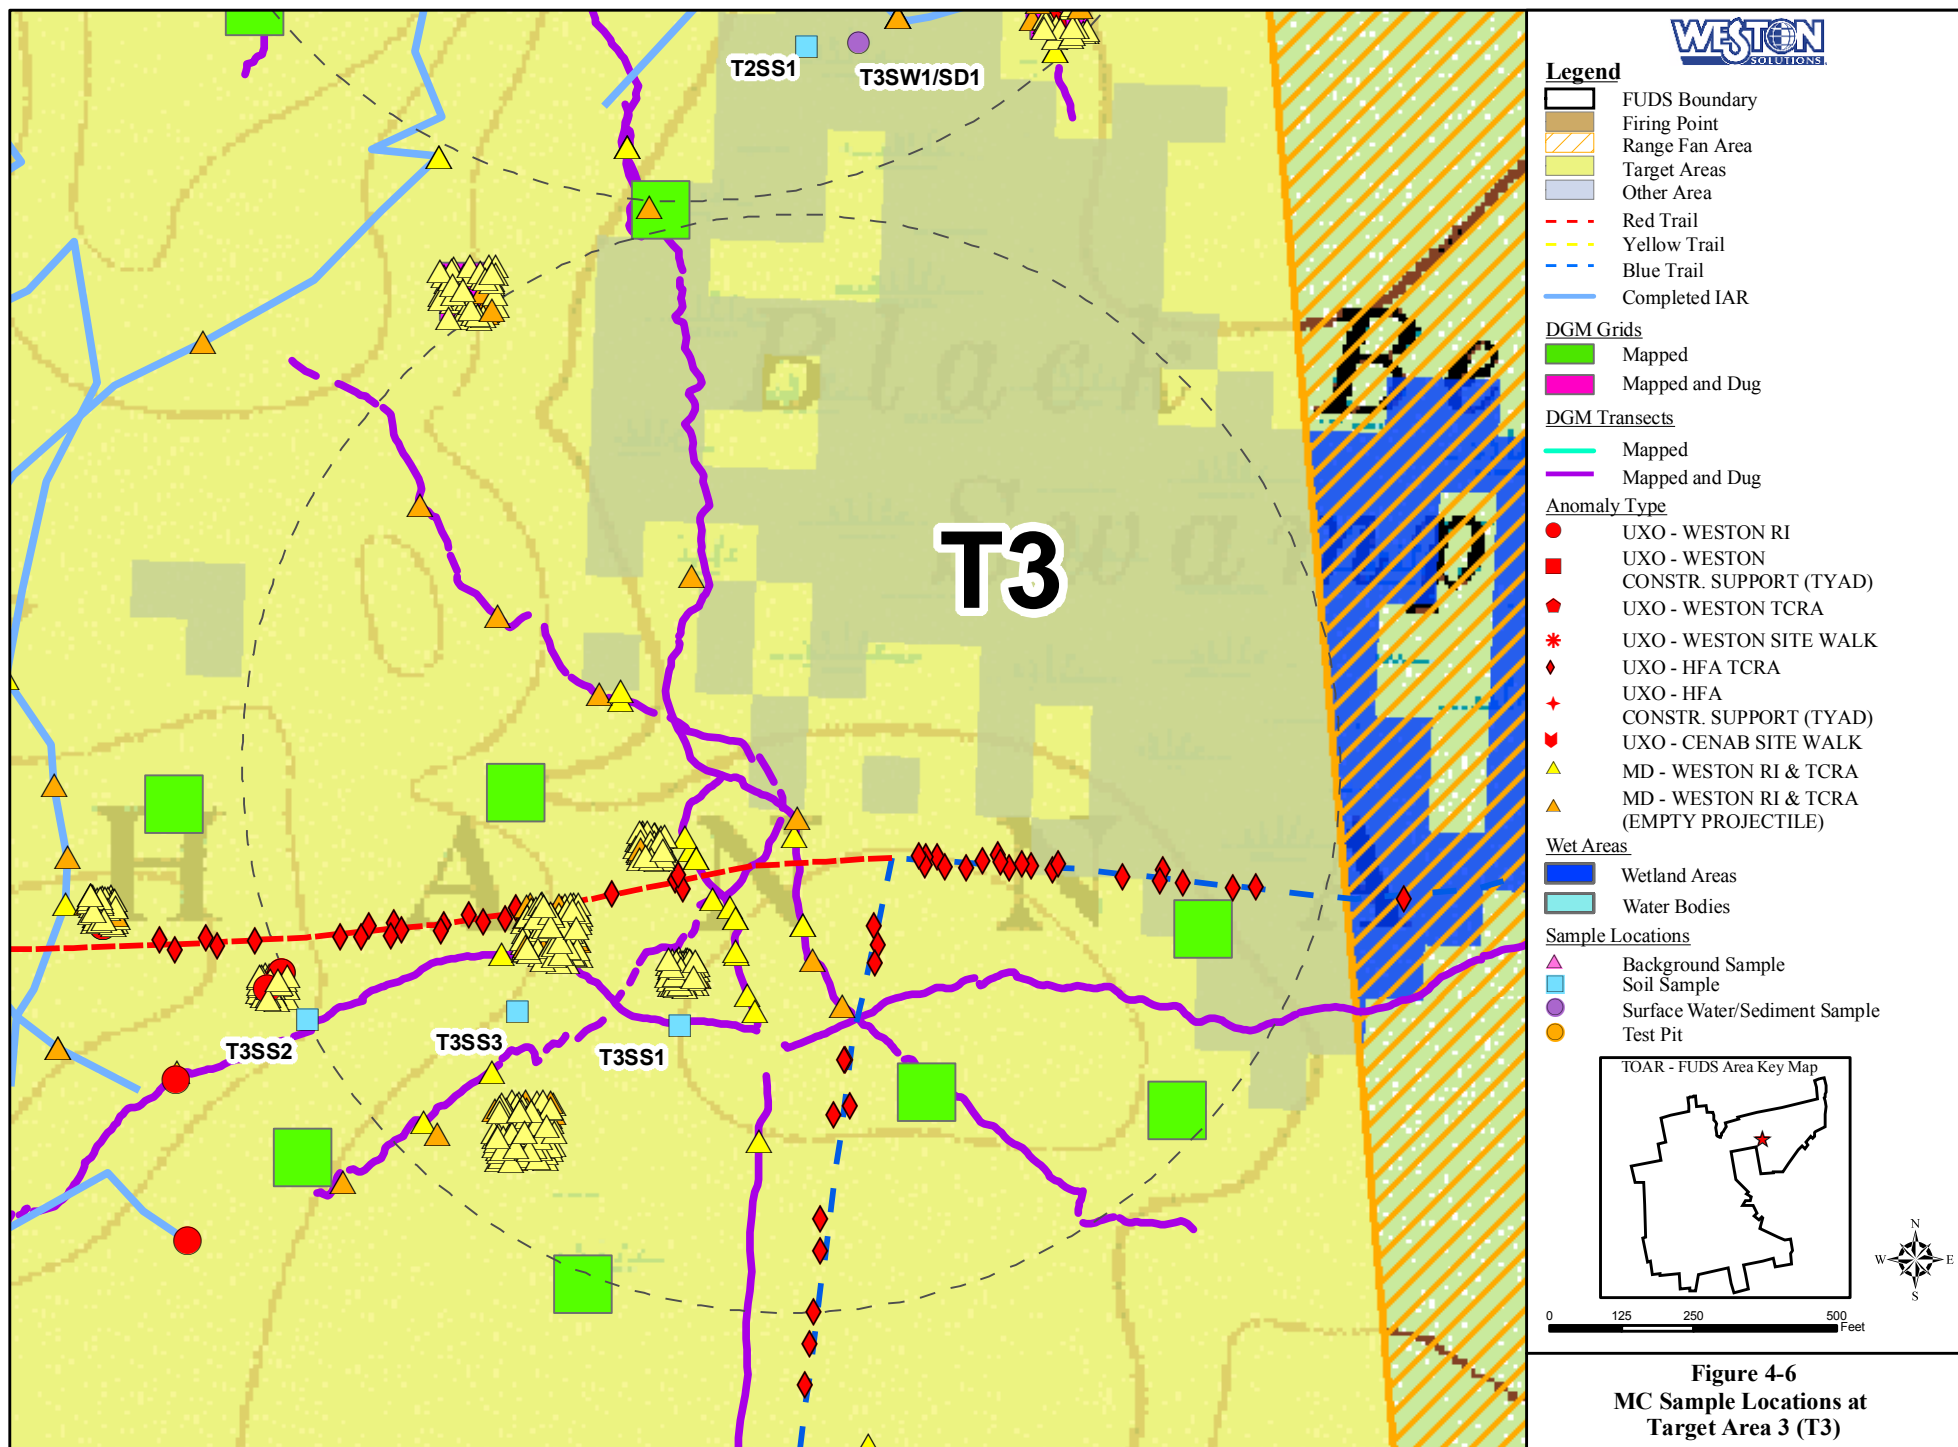 T2SS1
T3SW1/SD1
Black
Swamp
T3
H A N N A
T3SS2
T3SS3
T3SS1
WESTON
SOLUTIONS
Legend
FUDS Boundary
Firing Point
Range Fan Area
Target Areas
Other Area
Red Trail
Yellow Trail
Blue Trail
Completed IAR
DGM Grids
Mapped
Mapped and Dug
DGM Transects
Mapped
Mapped and Dug
Anomaly Type
UXO - WESTON RI
UXO - WESTON
CONSTR. SUPPORT (TYAD)
UXO - WESTON TCRA
UXO - WESTON SITE WALK
UXO - HFA TCRA
UXO - HFA
CONSTR. SUPPORT (TYAD)
UXO - CENAB SITE WALK
MD - WESTON RI & TCRA
MD - WESTON RI & TCRA
(EMPTY PROJECTILE)
Wet Areas
Wetland Areas
Water Bodies
Sample Locations
Background Sample
Soil Sample
Surface Water/Sediment Sample
Test Pit
TOAR - FUDS Area Key Map
N
W E
S
0 125 250 500
Feet
Figure 4-6
MC Sample Locations at
Target Area 3 (T3)